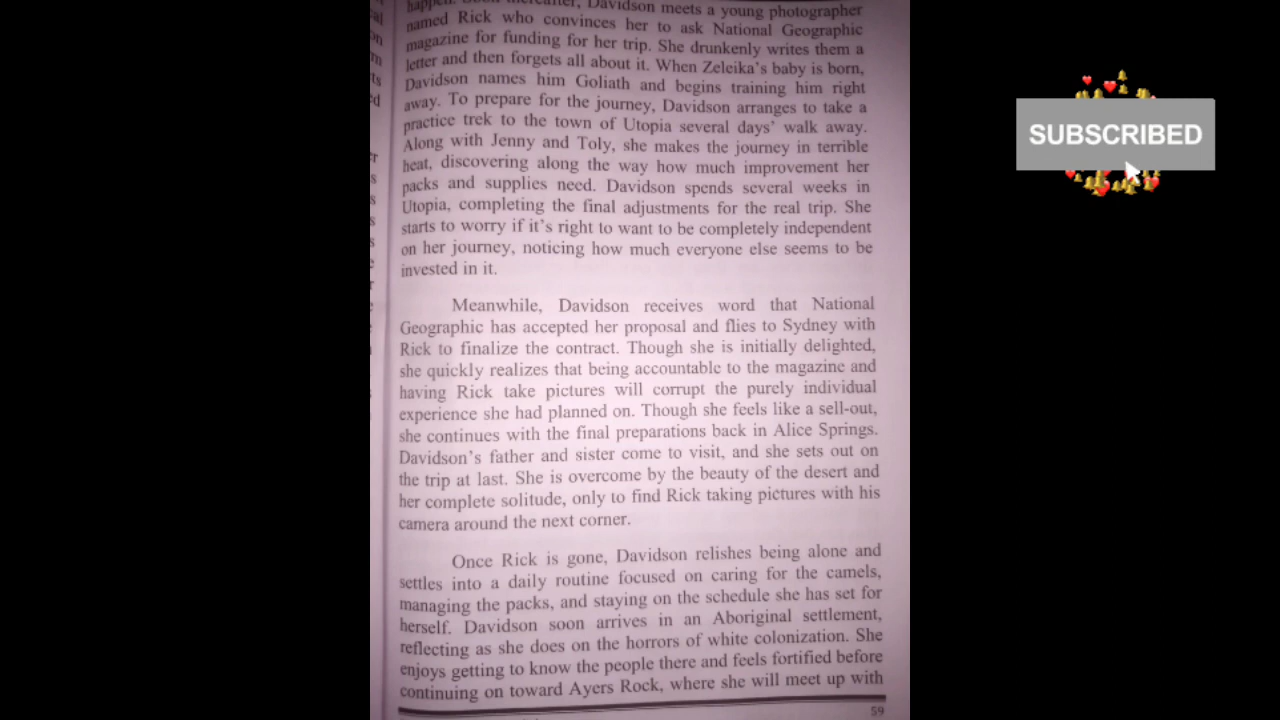 happen. Soon thereafter, Davidson meets a young photographer
named Rick who convinces her to ask National Geographic
magazine for funding for her trip. She drunkenly writes them a
letter and then forgets all about it. When Zeleika's baby is born,
Davidson names him Goliath and begins training him right
away. To prepare for the journey, Davidson arranges to take a
practice trek to the town of Utopia several days' walk away.
Along with Jenny and Toly, she makes the journey in terrible
heat, discovering along the way how much improvement her
packs and supplies need. Davidson spends several weeks in
Utopia, completing the final adjustments for the real trip. She
starts to worry if it's right to want to be completely independent
on her journey, noticing how much everyone else seems to be
invested in it.
Meanwhile, Davidson receives word that National
Geographic has accepted her proposal and flies to Sydney with
Rick to finalize the contract. Though she is initially delighted,
she quickly realizes that being accountable to the magazine and
having Rick take pictures will corrupt the purely individual
experience she had planned on. Though she feels like a sell-out,
she continues with the final preparations back in Alice Springs.
Davidson's father and sister come to visit, and she sets out on
the trip at last. She is overcome by the beauty of the desert and
her complete solitude, only to find Rick taking pictures with his
camera around the next corner.
Once Rick is gone, Davidson relishes being alone and
settles into a daily routine focused on caring for the camels,
managing the packs, and staying on the schedule she has set for
herself. Davidson soon arrives in an Aboriginal settlement,
reflecting as she does on the horrors of white colonization. She
enjoys getting to know the people there and feels fortified before
continuing on toward Ayers Rock, where she will meet up with
59
SUBSCRIBED